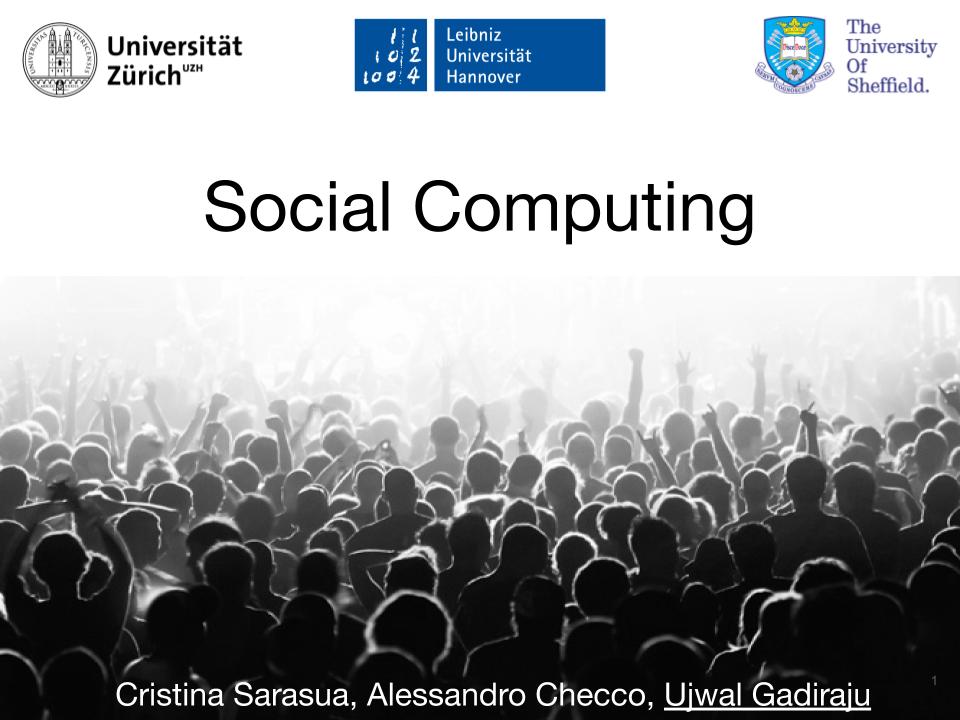 Universität
Zürich UZH
Leibniz
Universität
Hannover
The
University
Of
Sheffield.
Social Computing
Cristina Sarasua, Alessandro Checco, Ujwal Gadiraju
1